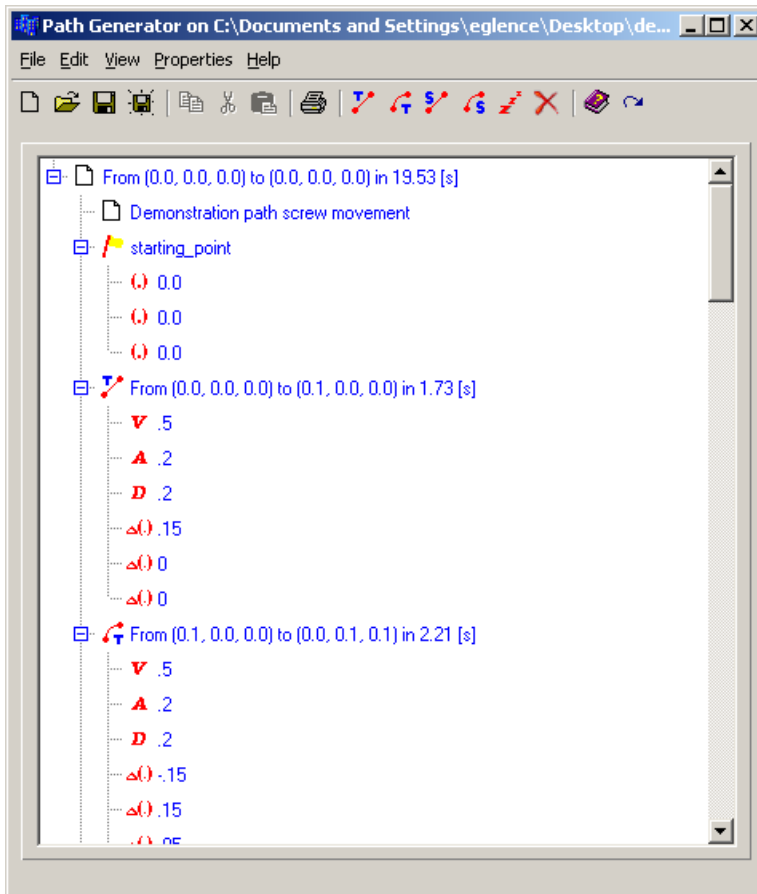 Path Generator on C:\Documents and Settings\eglence\Desktop\de...
File Edit View Properties Help
From (0.0, 0.0, 0.0) to (0.0, 0.0, 0.0) in 19.53 [s]
Demonstration path screw movement
starting_point
(.) 0.0
(.) 0.0
(.) 0.0
T From (0.0, 0.0, 0.0) to (0.1, 0.0, 0.0) in 1.73 [s]
V .5
A .2
D .2
△(.) .15
△(.) 0
△(.) 0
T From (0.1, 0.0, 0.0) to (0.0, 0.1, 0.1) in 2.21 [s]
V .5
A .2
D .2
△(.) -.15
△(.) .15
△(.) .05